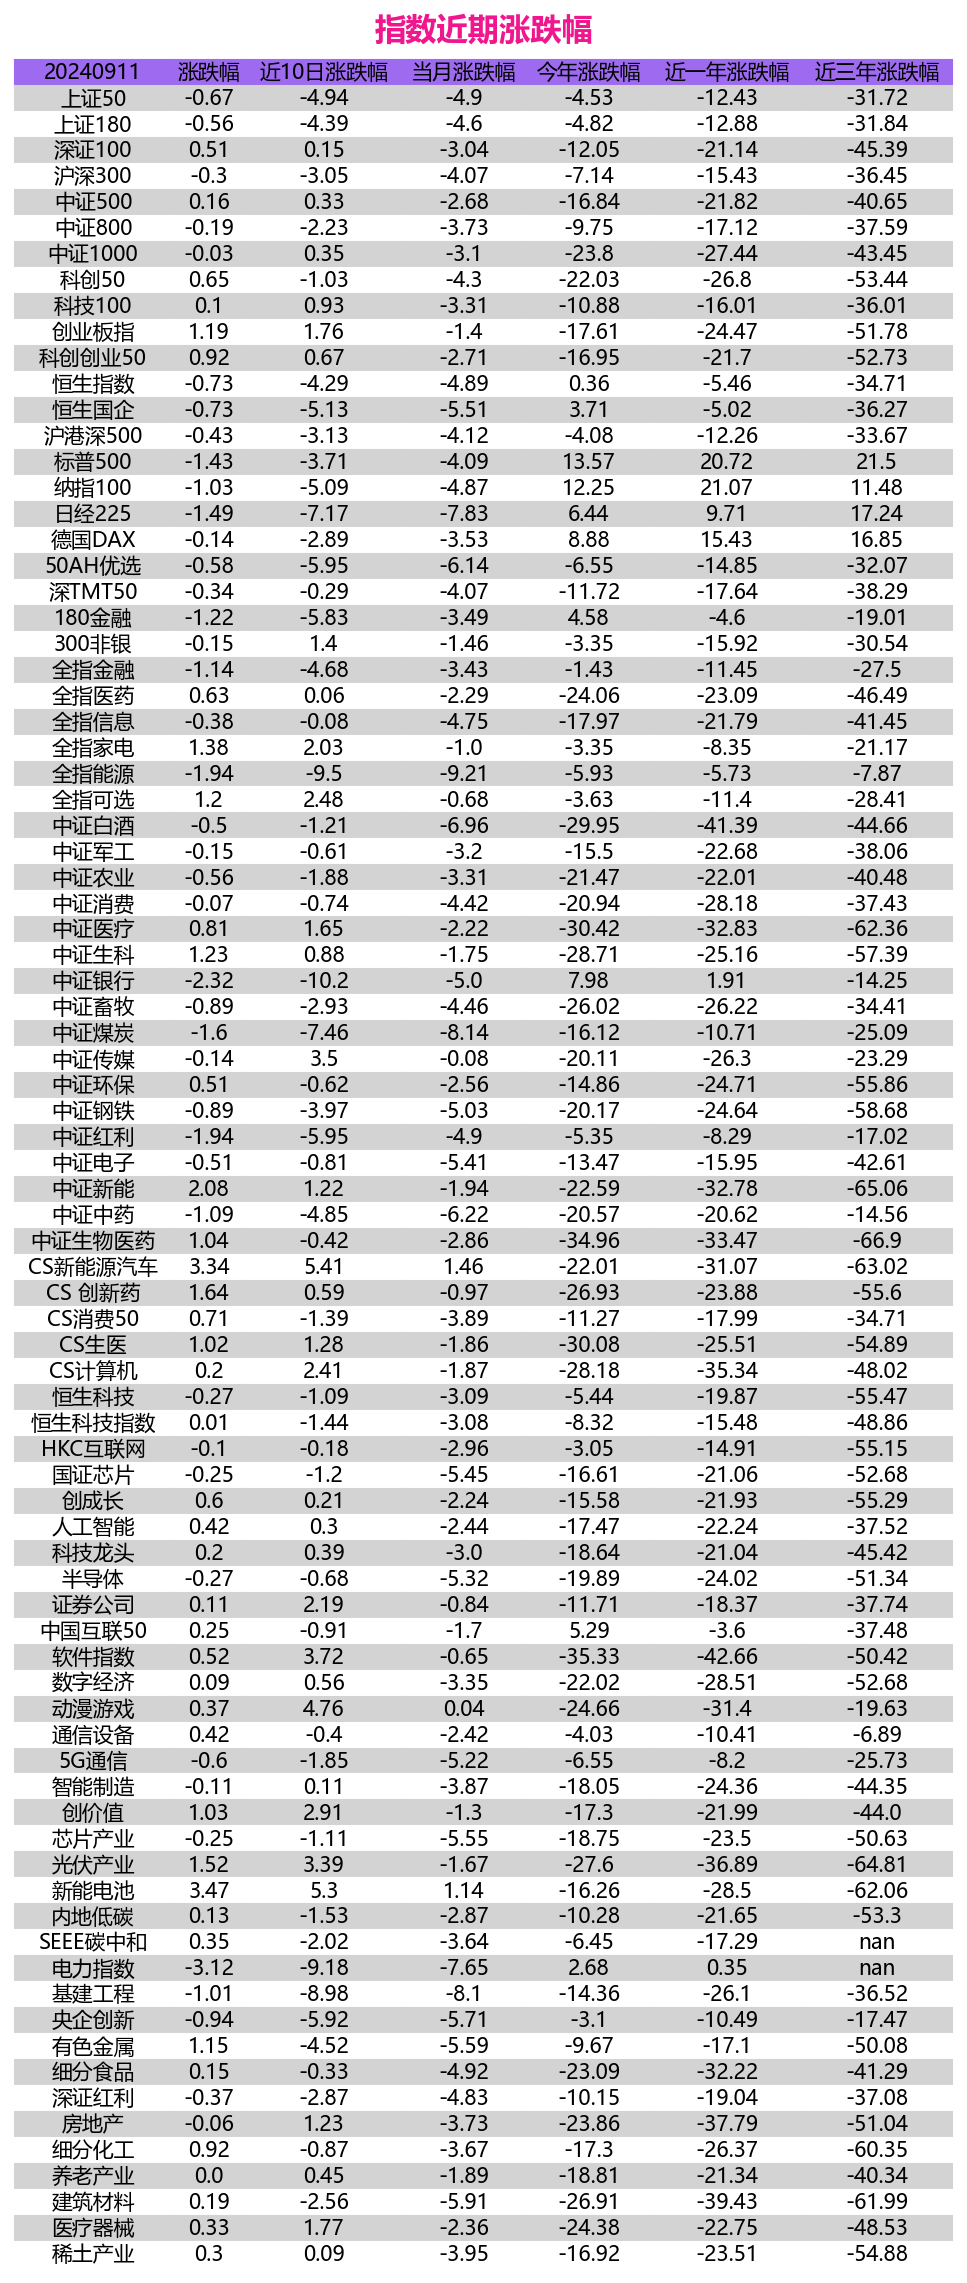 指数近期涨跌幅
20240911 涨跌幅 近10日涨跌幅 当月涨跌幅 今年涨跌幅 近一年涨跌幅 近三年涨跌幅
上证50 -0.67 -4.94 -4.9 -4.53 -12.43 -31.72
上证180 -0.56 -4.39 -4.6 -4.82 -12.88 -31.84
深证100 0.51 0.15 -3.04 -12.05 -21.14 -45.39
沪深300 -0.3 -3.05 -4.07 -7.14 -15.43 -36.45
中证500 0.16 0.33 -2.68 -16.84 -21.82 -40.65
中证800 -0.19 -2.23 -3.73 -9.75 -17.12 -37.59
中证1000 -0.03 0.35 -3.1 -23.8 -27.44 -43.45
科创50 0.65 -1.03 -4.3 -22.03 -26.8 -53.44
科技100 0.1 0.93 -3.31 -10.88 -16.01 -36.01
创业板指 1.19 1.76 -1.4 -17.61 -24.47 -51.78
科创创业50 0.92 0.67 -2.71 -16.95 -21.7 -52.73
恒生指数 -0.73 -4.29 -4.89 0.36 -5.46 -34.71
恒生国企 -0.73 -5.13 -5.51 3.71 -5.02 -36.27
沪港深500 -0.43 -3.13 -4.12 -4.08 -12.26 -33.67
标普500 -1.43 -3.71 -4.09 13.57 20.72 21.5
纳指100 -1.03 -5.09 -4.87 12.25 21.07 11.48
日经225 -1.49 -7.17 -7.83 6.44 9.71 17.24
德国DAX -0.14 -2.89 -3.53 8.88 15.43 16.85
50AH优选 -0.58 -5.95 -6.14 -6.55 -14.85 -32.07
深TMT50 -0.34 -0.29 -4.07 -11.72 -17.64 -38.29
180金融 -1.22 -5.83 -3.49 4.58 -4.6 -19.01
300非银 -0.15 1.4 -1.46 -3.35 -15.92 -30.54
全指金融 -1.14 -4.68 -3.43 -1.43 -11.45 -27.5
全指医药 0.63 0.06 -2.29 -24.06 -23.09 -46.49
全指信息 -0.38 -0.08 -4.75 -17.97 -21.79 -41.45
全指家电 1.38 2.03 -1.0 -3.35 -8.35 -21.17
全指能源 -1.94 -9.5 -9.21 -5.93 -5.73 -7.87
全指可选 1.2 2.48 -0.68 -3.63 -11.4 -28.41
中证白酒 -0.5 -1.21 -6.96 -29.95 -41.39 -44.66
中证军工 -0.15 -0.61 -3.2 -15.5 -22.68 -38.06
中证农业 -0.56 -1.88 -3.31 -21.47 -22.01 -40.48
中证消费 -0.07 -0.74 -4.42 -20.94 -28.18 -37.43
中证医疗 0.81 1.65 -2.22 -30.42 -32.83 -62.36
中证生科 1.23 0.88 -1.75 -28.71 -25.16 -57.39
中证银行 -2.32 -10.2 -5.0 7.98 1.91 -14.25
中证畜牧 -0.89 -2.93 -4.46 -26.02 -26.22 -34.41
中证煤炭 -1.6 -7.46 -8.14 -16.12 -10.71 -25.09
中证传媒 -0.14 3.5 -0.08 -20.11 -26.3 -23.29
中证环保 0.51 -0.62 -2.56 -14.86 -24.71 -55.86
中证钢铁 -0.89 -3.97 -5.03 -20.17 -24.64 -58.68
中证红利 -1.94 -5.95 -4.9 -5.35 -8.29 -17.02
中证电子 -0.51 -0.81 -5.41 -13.47 -15.95 -42.61
中证新能 2.08 1.22 -1.94 -22.59 -32.78 -65.06
中证中药 -1.09 -4.85 -6.22 -20.57 -20.62 -14.56
中证生物医药 1.04 -0.42 -2.86 -34.96 -33.47 -66.9
CS新能源汽车 3.34 5.41 1.46 -22.01 -31.07 -63.02
CS 创新药 1.64 0.59 -0.97 -26.93 -23.88 -55.6
CS消费50 0.71 -1.39 -3.89 -11.27 -17.99 -34.71
CS生医 1.02 1.28 -1.86 -30.08 -25.51 -54.89
CS计算机 0.2 2.41 -1.87 -28.18 -35.34 -48.02
恒生科技 -0.27 -1.09 -3.09 -5.44 -19.87 -55.47
恒生科技指数 0.01 -1.44 -3.08 -8.32 -15.48 -48.86
HKC互联网 -0.1 -0.18 -2.96 -3.05 -14.91 -55.15
国证芯片 -0.25 -1.2 -5.45 -16.61 -21.06 -52.68
创成长 0.6 0.21 -2.24 -15.58 -21.93 -55.29
人工智能 0.42 0.3 -2.44 -17.47 -22.24 -37.52
科技龙头 0.2 0.39 -3.0 -18.64 -21.04 -45.42
半导体 -0.27 -0.68 -5.32 -19.89 -24.02 -51.34
证券公司 0.11 2.19 -0.84 -11.71 -18.37 -37.74
中国互联50 0.25 -0.91 -1.7 5.29 -3.6 -37.48
软件指数 0.52 3.72 -0.65 -35.33 -42.66 -50.42
数字经济 0.09 0.56 -3.35 -22.02 -28.51 -52.68
动漫游戏 0.37 4.76 0.04 -24.66 -31.4 -19.63
通信设备 0.42 -0.4 -2.42 -4.03 -10.41 -6.89
5G通信 -0.6 -1.85 -5.22 -6.55 -8.2 -25.73
智能制造 -0.11 0.11 -3.87 -18.05 -24.36 -44.35
创价值 1.03 2.91 -1.3 -17.3 -21.99 -44.0
芯片产业 -0.25 -1.11 -5.55 -18.75 -23.5 -50.63
光伏产业 1.52 3.39 -1.67 -27.6 -36.89 -64.81
新能电池 3.47 5.3 1.14 -16.26 -28.5 -62.06
内地低碳 0.13 -1.53 -2.87 -10.28 -21.65 -53.3
SEEE碳中和 0.35 -2.02 -3.64 -6.45 -17.29 nan
电力指数 -3.12 -9.18 -7.65 2.68 0.35 nan
基建工程 -1.01 -8.98 -8.1 -14.36 -26.1 -36.52
央企创新 -0.94 -5.92 -5.71 -3.1 -10.49 -17.47
有色金属 1.15 -4.52 -5.59 -9.67 -17.1 -50.08
细分食品 0.15 -0.33 -4.92 -23.09 -32.22 -41.29
深证红利 -0.37 -2.87 -4.83 -10.15 -19.04 -37.08
房地产 -0.06 1.23 -3.73 -23.86 -37.79 -51.04
细分化工 0.92 -0.87 -3.67 -17.3 -26.37 -60.35
养老产业 0.0 0.45 -1.89 -18.81 -21.34 -40.34
建筑材料 0.19 -2.56 -5.91 -26.91 -39.43 -61.99
医疗器械 0.33 1.77 -2.36 -24.38 -22.75 -48.53
稀土产业 0.3 0.09 -3.95 -16.92 -23.51 -54.88